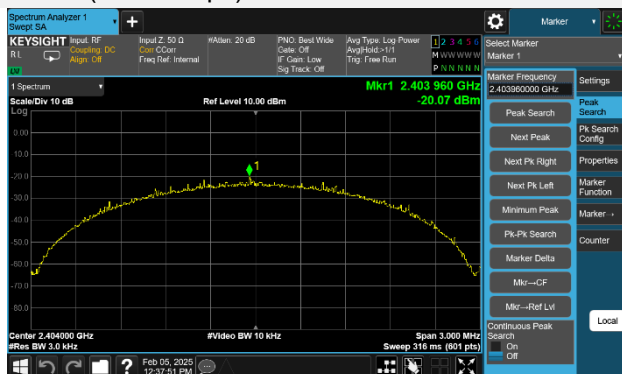 Spectrum Analyzer 1
Swept SA
Marker
KEYSIGHT
Input: RF
Coupling: DC
Align: Off
Input Z: 50 Ω
Corr CCorr
Freq Ref: Internal
#Atten: 20 dB
PNO: Best Wide
Gate: Off
IF Gain: Low
Sig Track: Off
Avg Type: Log-Power
Avg|Hold:>1/1
Trig: Free Run
1 2 3 4 5 6
M W W W W W
P N N N N N
R L
LW
Select Marker
Marker 1
1 Spectrum
Mkr1 2.403 960 GHz
-20.07 dBm
Scale/Div 10 dB
Ref Level 10.00 dBm
Log
0.00
-10.0
-20.0
-30.0
-40.0
-50.0
-60.0
-70.0
-80.0
1
Center 2.404000 GHz
#Res BW 3.0 kHz
#Video BW 10 kHz
Span 3.000 MHz
Sweep 316 ms (601 pts)
Marker Frequency
2.403960000 GHz
Peak Search
Next Peak
Next Pk Right
Next Pk Left
Minimum Peak
Pk-Pk Search
Marker Delta
Mkr→CF
Mkr→Ref Lvl
Continuous Peak
Search
On
Off
Settings
Peak
Search
Pk Search
Config
Properties
Marker
Function
Marker→
Counter
Local
?
Feb 05, 2025
12:37:51 PM